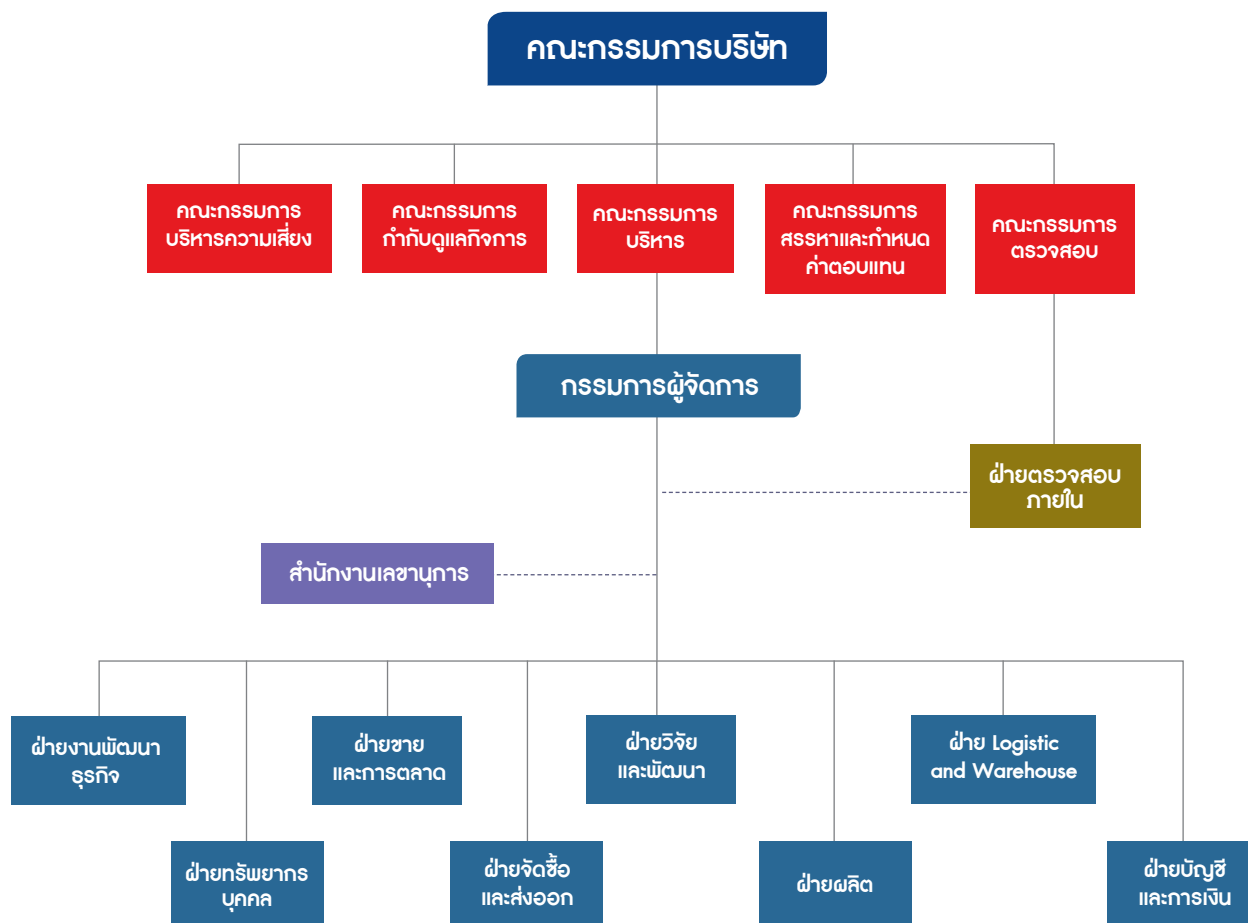 คณะกรรมการบริษัท
คณะกรรมการ
บริหารความเสี่ยง
คณะกรรมการ
กำกับดูแลกิจการ
คณะกรรมการ
บริหาร
คณะกรรมการ
สรรหาและกำหนด
ค่าตอบแทน
คณะกรรมการ
ตรวจสอบ
กรรมการผู้จัดการ
ฝ่ายตรวจสอบ
ภายใน
สำนักงานเลขานุการ
ฝ่ายงานพัฒนา
ธุรกิจ
ฝ่ายขาย
และการตลาด
ฝ่ายวิจัย
และพัฒนา
ฝ่าย Logistic
and Warehouse
ฝ่ายทรัพยากร
บุคคล
ฝ่ายจัดซื้อ
และส่งออก
ฝ่ายผลิต
ฝ่ายบัญชี
และการเงิน